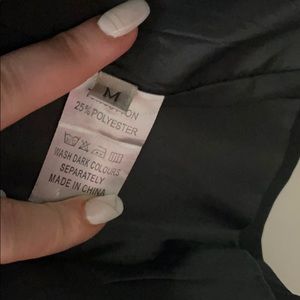 M
25%POLYESTER
WASH DARK COLOURS
SEPARATELY
MADE IN CHINA